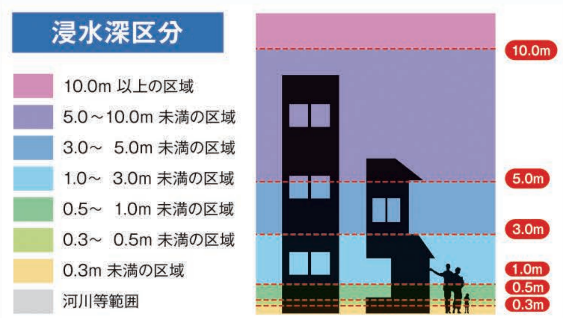 浸水深区分
10.0m 以上の区域
5.0～10.0m 未満の区域
3.0～ 5.0m 未満の区域
1.0～ 3.0m 未満の区域
0.5～ 1.0m 未満の区域
0.3～ 0.5m 未満の区域
0.3m 未満の区域
河川等範囲
10.0m
5.0m
3.0m
1.0m
0.5m
0.3m